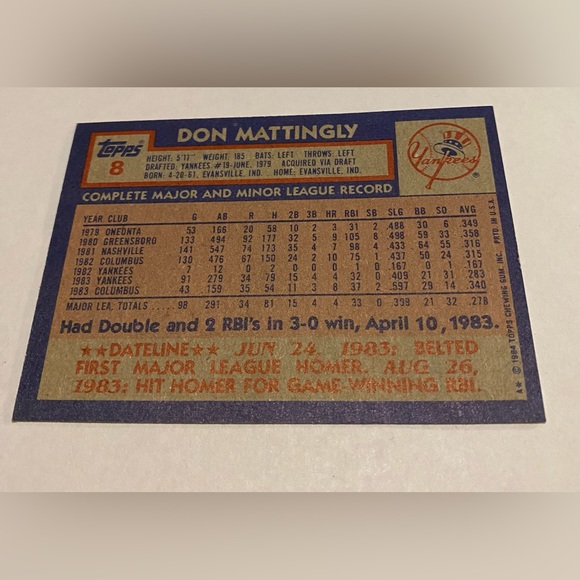 Topps
8
DON MATTINGLY
HEIGHT: 5'11" WEIGHT: 185 BATS: LEFT THROWS: LEFT
DRAFTED: YANKEES #19-JUNE, 1979 ACQUIRED: VIA DRAFT
BORN: 4-20-61, EVANSVILLE, IND. HOME: EVANSVILLE, IND.
Yankees ®
COMPLETE MAJOR AND MINOR LEAGUE RECORD
YEAR CLUB G AB R H 2B 3B HR RBI SB SLG BB SO AVG
1979 ONEONTA 53 166 20 58 10 2 3 31 2 .488 30 6 .349
1980 GREENSBORO 133 494 92 177 32 5 9 105 8 .498 59 33 .358
1981 NASHVILLE 141 547 74 173 35 4 7 98 4 .433 64 55 .316
1982 COLUMBUS 130 476 67 150 24 2 10 75 1 .437 50 24 .315
1982 YANKEES 7 12 0 2 0 0 0 1 0 .167 0 1 .167
1983 YANKEES 91 279 34 79 15 4 4 32 0 .409 21 31 .283
1983 COLUMBUS 43 159 35 54 11 3 8 37 2 .597 29 14 .340
MAJOR LEA. TOTALS 98 291 34 81 15 4 4 33 0 .21 32 .278
Had Double and 2 RBI's in 3-0 win, April 10, 1983.
★★DATELINE★★ JUN 24, 1983: BELTED
FIRST MAJOR LEAGUE HOMER. AUG 26,
1983: HIT HOMER FOR GAME-WINNING RBI.
A★ © 1984 TOPPS CHEWING GUM, INC. PRTD. IN U.S.A.